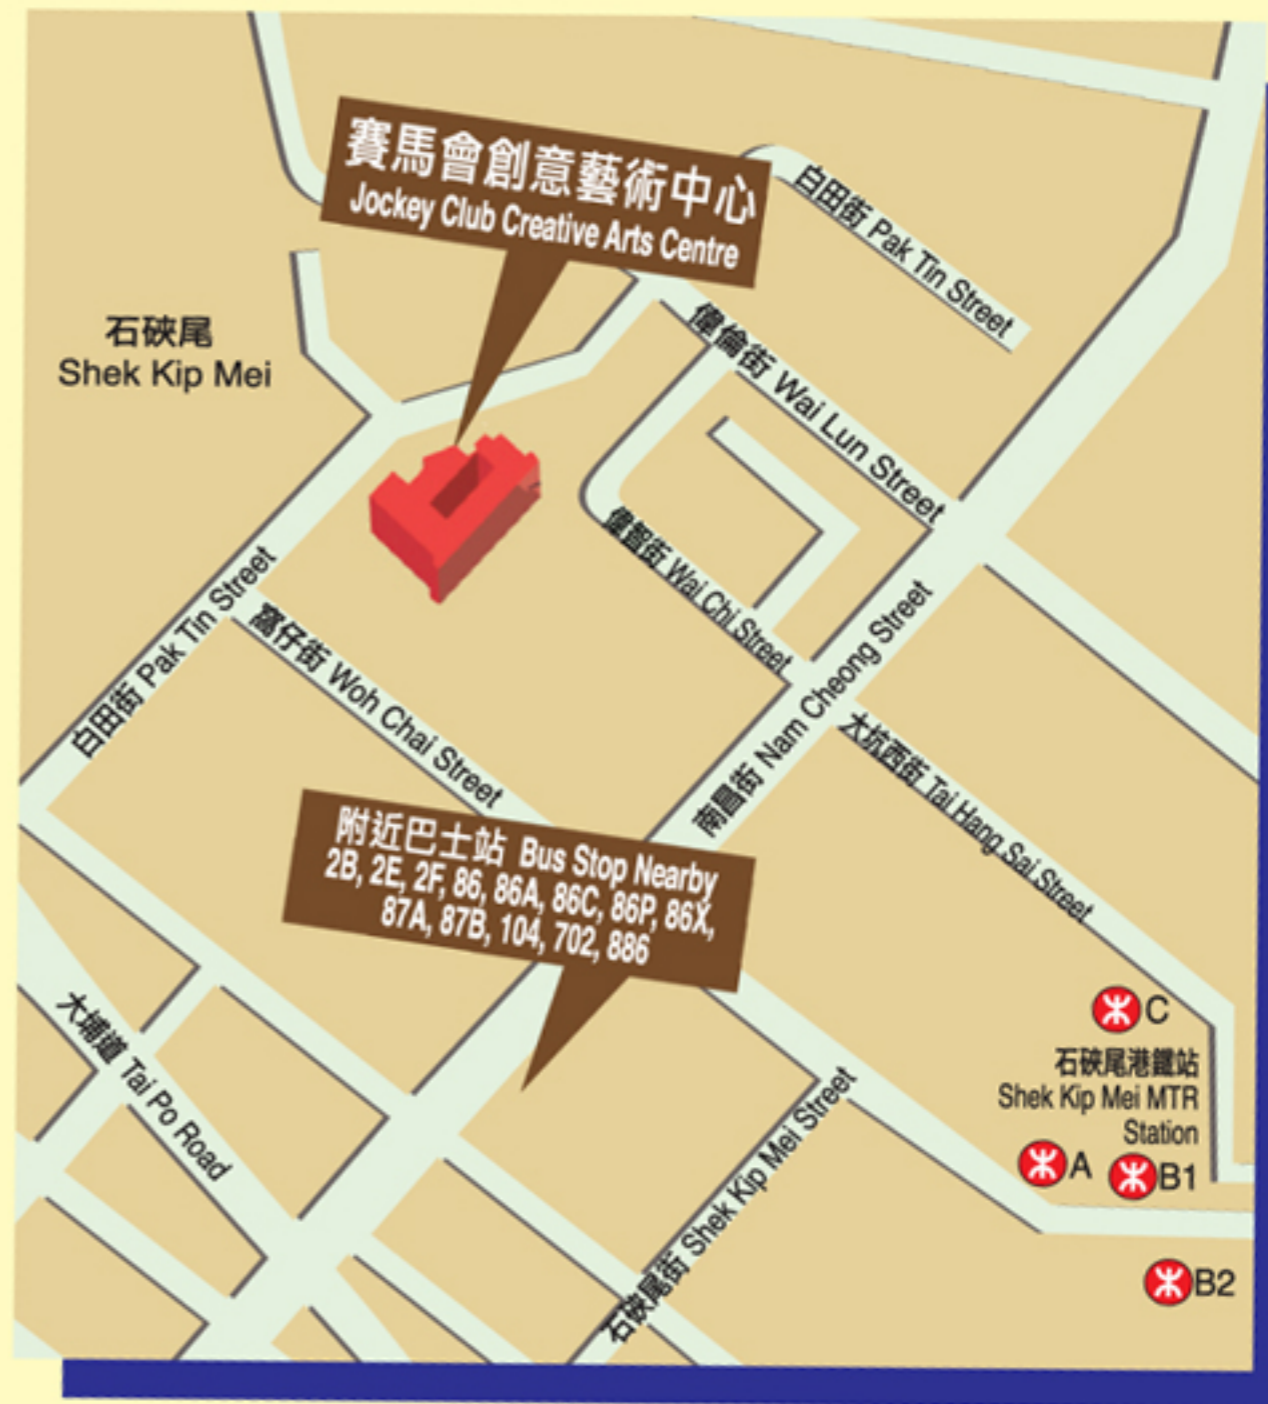 賽馬會創意藝術中心
Jockey Club Creative Arts Centre
白田街 Pak Tin Street
石硤尾
Shek Kip Mei
偉倫街 Wai Lun Street
偉智街 Wai Chi Street
白田街 Pak Tin Street
窩仔街 Woh Chai Street
南昌街 Nam Cheong Street
大坑西街 Tai Hang Sai Street
附近巴士站 Bus Stop Nearby
2B, 2E, 2F, 86, 86A, 86C, 86P, 86X,
87A, 87B, 104, 702, 886
大埔道 Tai Po Road
C
石硤尾港鐵站
Shek Kip Mei MTR
Station
A
B1
石硤尾街 Shek Kip Mei Street
B2